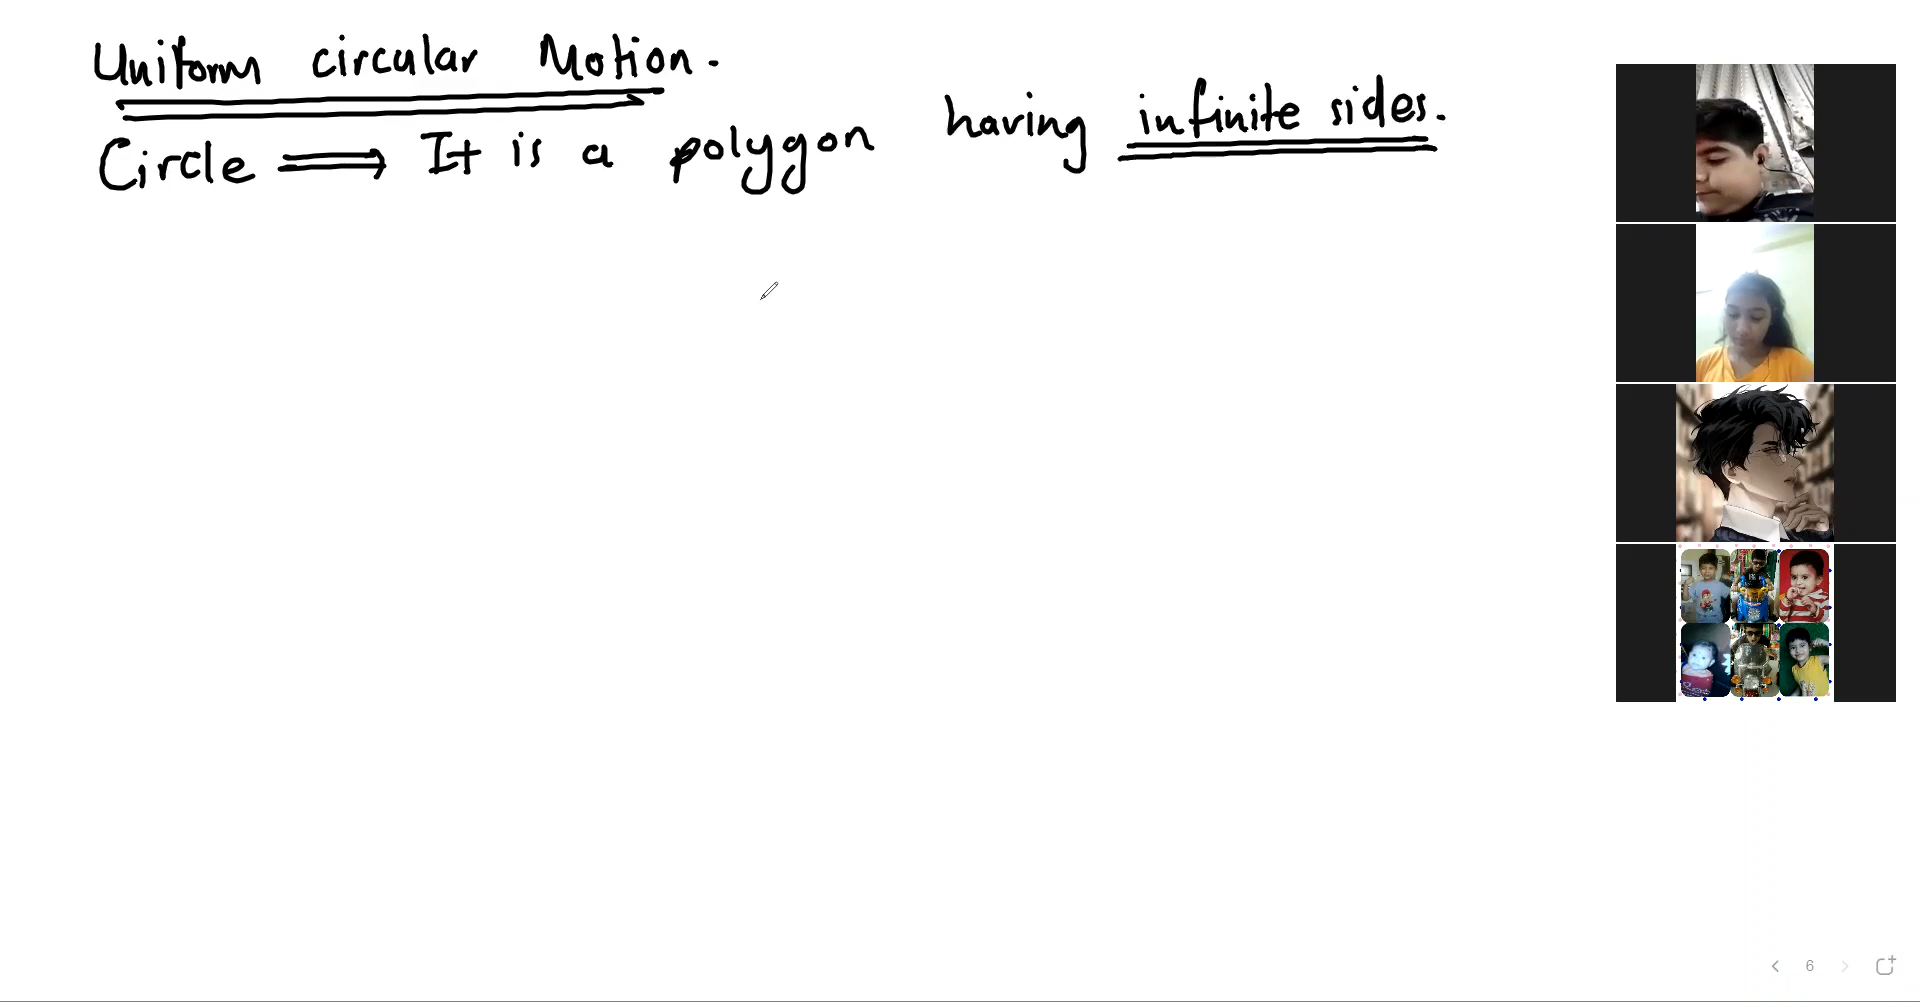 Uniform circular Motion.
Circle ⟹ It is a polygon having infinite sides.
6